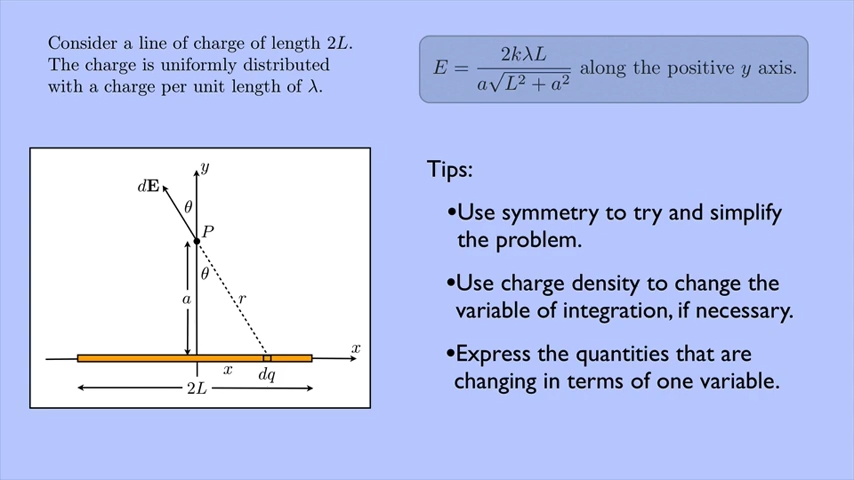 Consider a line of charge of length 2L.
The charge is uniformly distributed
with a charge per unit length of λ.
E = 2kλL / a√L² + a² along the positive y axis.
Tips:
•Use symmetry to try and simplify
the problem.
•Use charge density to change the
variable of integration, if necessary.
•Express the quantities that are
changing in terms of one variable.
y
dE
θ
P
θ
a
r
x
x
dq
2L